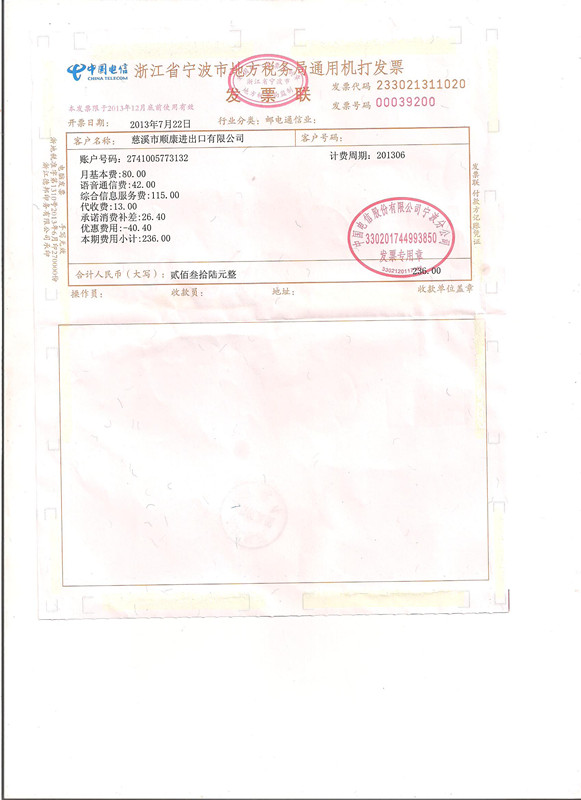 中国电信
CHINA TELECOM
浙江省宁波市地方税务局通用机打发票
发票联
发票代码 233021311020
发票号码 00039200
本发票限于2013年12月底前使用有效
开票日期： 2013年7月22日 行业分类：邮电通信业：
客户名称： 慈溪市顺康进出口有限公司 客户号码：
账户号码：2741005773132 计费周期：201306
月基本费:80.00
语音通信费:42.00
综合信息服务费:115.00
代收费:13.00
承诺消费补差:26.40
优惠费用:-40.40
本期费用小计:236.00
中国电信股份有限公司宁波分公司
330201744993850
发票专用章
合计人民币（大写）：贰佰叁拾陆元整 236.00
操作员： 收款员： 地址： 收款单位盖章
发票联 付款方记账凭证
电脑发票 手写无效